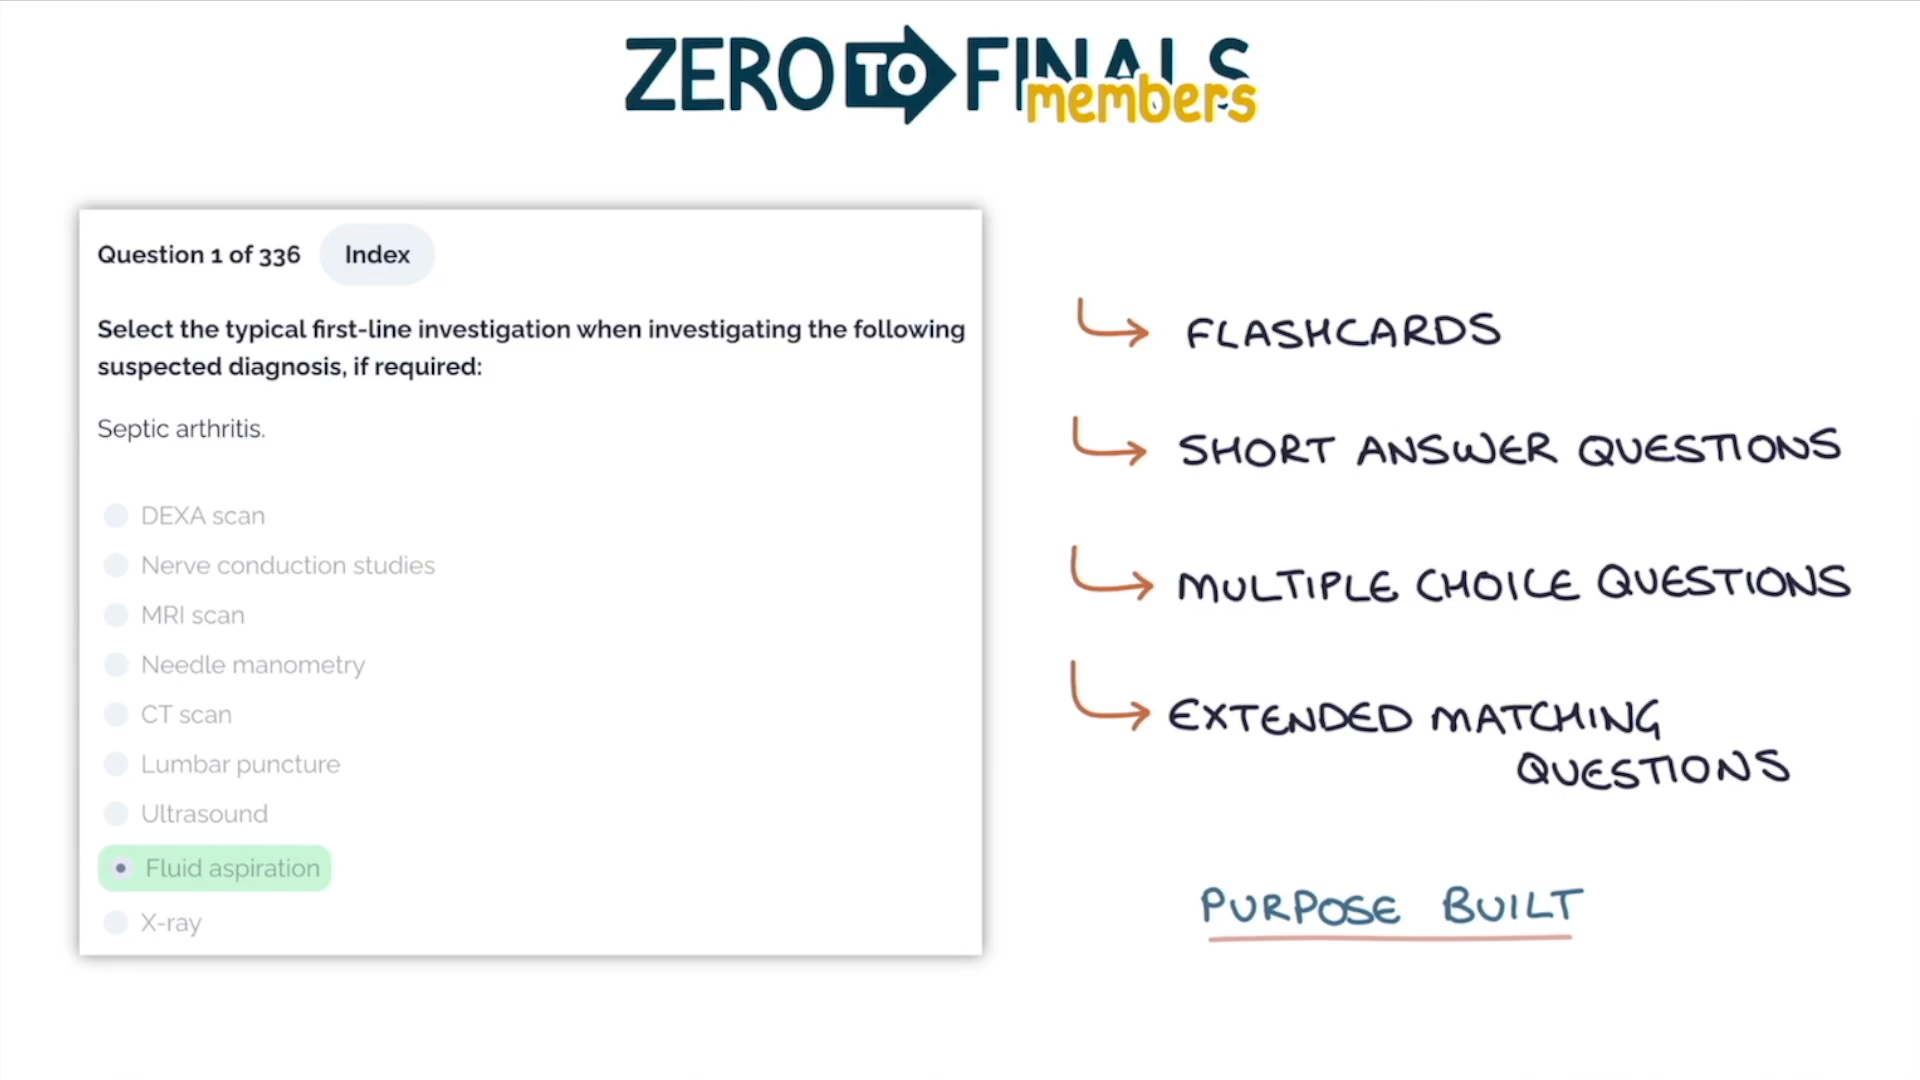 ZERO TO FINALS
members
Question 1 of 336
Index
Select the typical first-line investigation when investigating the following
suspected diagnosis, if required:
Septic arthritis.
DEXA scan
Nerve conduction studies
MRI scan
Needle manometry
CT scan
Lumbar puncture
Ultrasound
Fluid aspiration
X-ray
FLASHCARDS
SHORT ANSWER QUESTIONS
MULTIPLE CHOICE QUESTIONS
EXTENDED MATCHING
QUESTIONS
PURPOSE BUILT